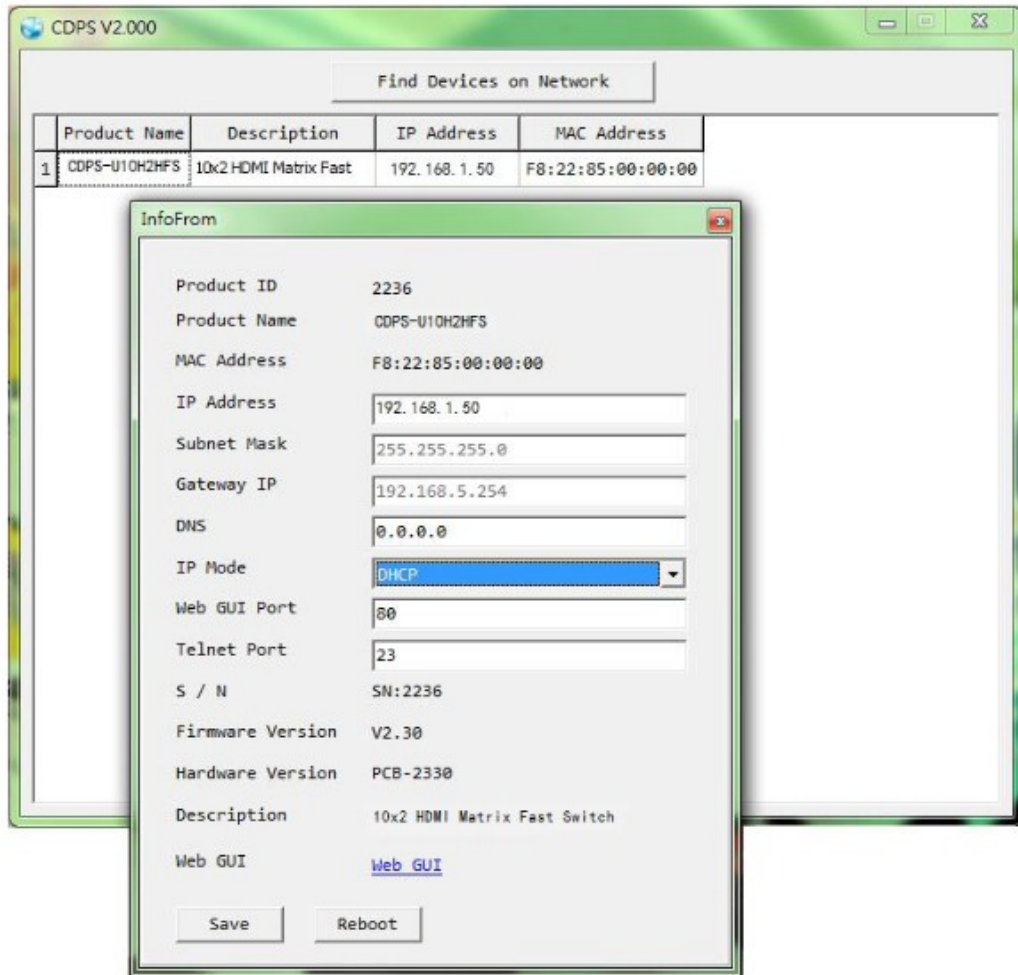 CDPS V2.000
Find Devices on Network
Product Name Description IP Address MAC Address
1 CDPS-U10H2HFS 10x2 HDMI Matrix Fast 192.168.1.50 F8:22:85:00:00:00
InfoFrom
Product ID 2236
Product Name CDPS-U10H2HFS
MAC Address F8:22:85:00:00:00
IP Address 192.168.1.50
Subnet Mask 255.255.255.0
Gateway IP 192.168.5.254
DNS 0.0.0.0
IP Mode DHCP
Web GUI Port 80
Telnet Port 23
S / N SN:2236
Firmware Version V2.30
Hardware Version PCB-2330
Description 10x2 HDMI Matrix Fast Switch
Web GUI Web GUI
Save Reboot